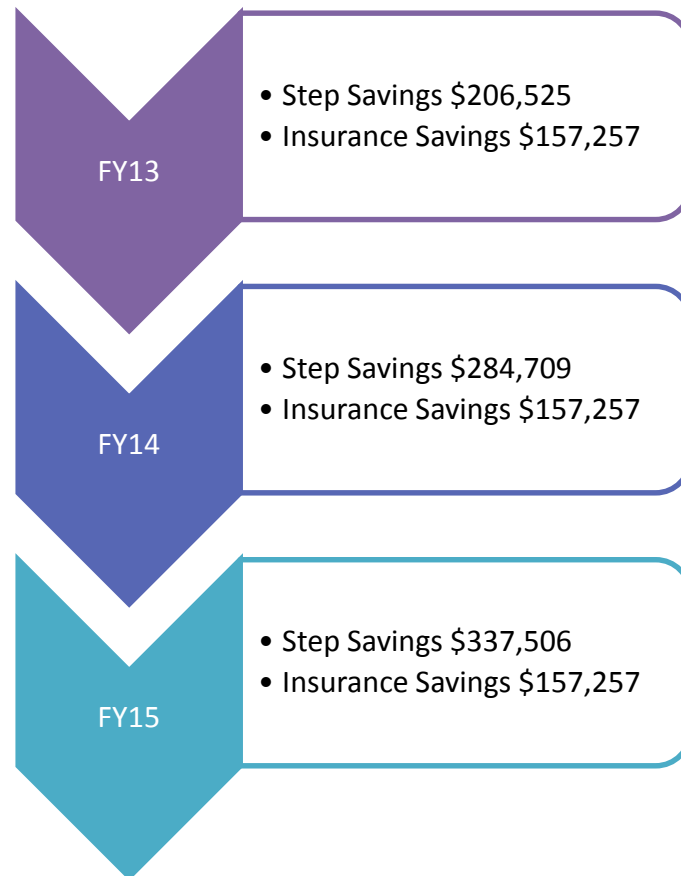 FY13
• Step Savings $206,525
• Insurance Savings $157,257
FY14
• Step Savings $284,709
• Insurance Savings $157,257
FY15
• Step Savings $337,506
• Insurance Savings $157,257